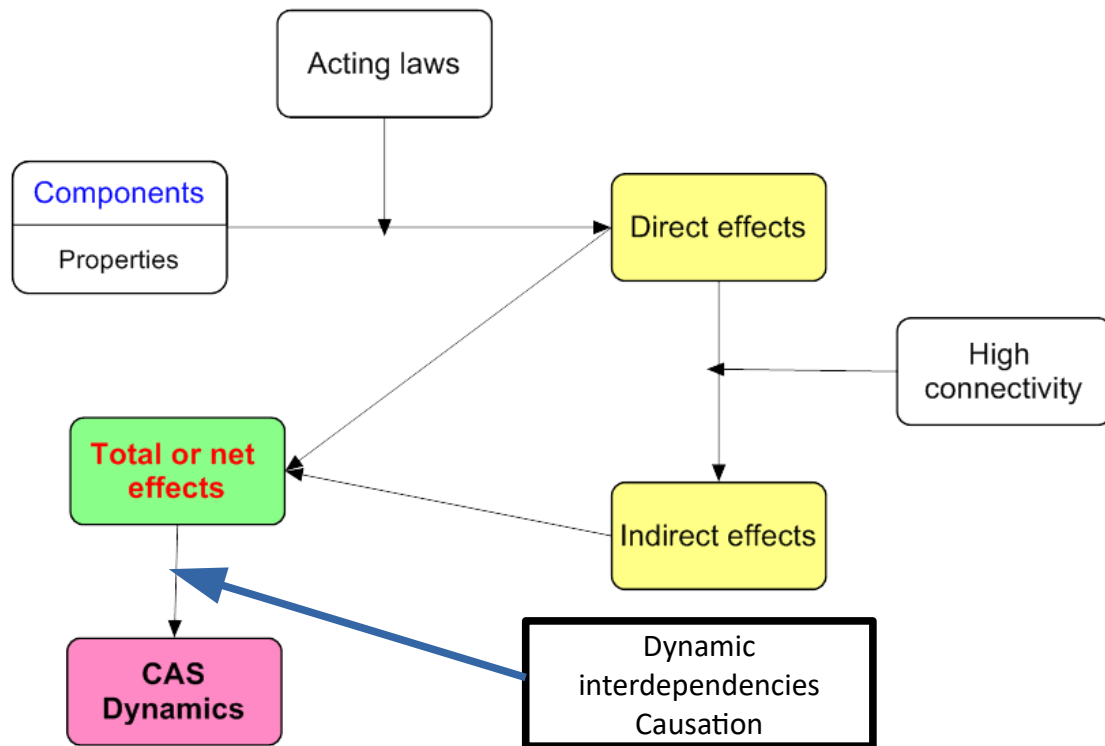 Acting laws
Components
Properties
Direct effects
High
connectivity
Total or net
effects
Indirect effects
CAS
Dynamics
Dynamic
interdependencies
Causation